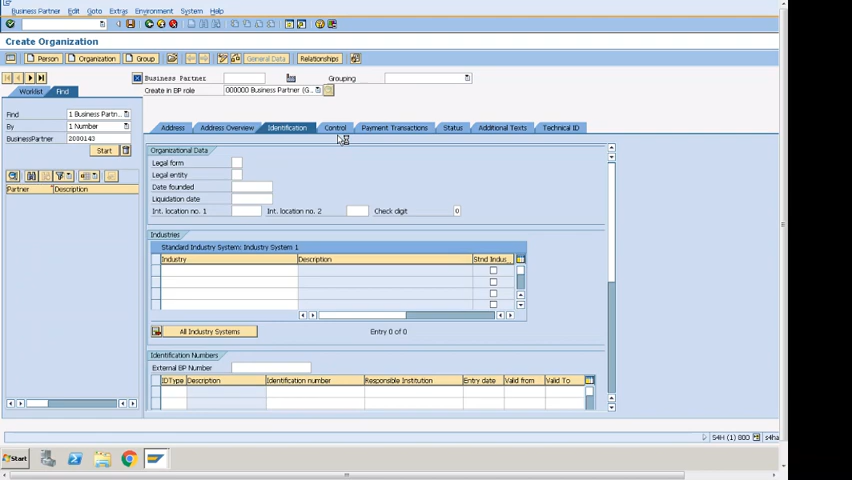 Business Partner Edit Goto Extras Environment System Help
Create Organization
Person Organization Group General Data Relationships
Business Partner Grouping
Create in BP role 000000 Business Partner (G..
Worklist Find
Find 1 Business Partn..
By 1 Number
BusinessPartner 2000143
Start
Partner Description
Address Address Overview Identification Control Payment Transactions Status Additional Texts Technical ID
Organizational Data
Legal form
Legal entity
Date founded
Liquidation date
Int. location no. 1 Int. location no. 2 Check digit 0
Industries
Standard Industry System: Industry System 1
Industry Description Stnd Indus..
All Industry Systems Entry 0 of 0
Identification Numbers
External BP Number
IDType Description Identification number Responsible Institution Entry date Valid from Valid To
S4H (1) 800 s4ha
Start